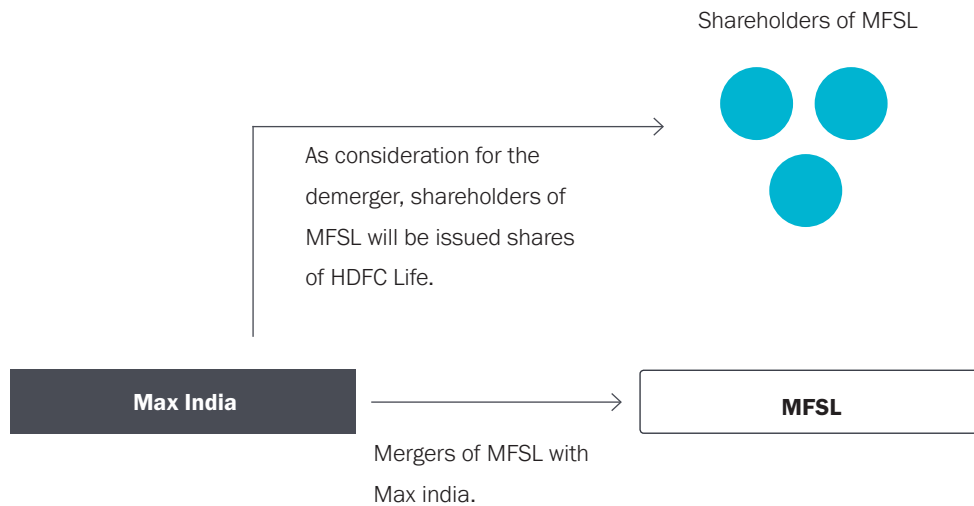 Shareholders of MFSL
As consideration for the
demerger, shareholders of
MFSL will be issued shares
of HDFC Life.
Max India
MFSL
Mergers of MFSL with
Max india.